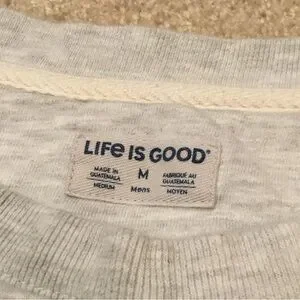 LIFE IS GOOD®
MADE IN
GUATEMALA
MEDIUM
M
Mens
FABRIQUÉ AU
GUATEMALA
MOYEN